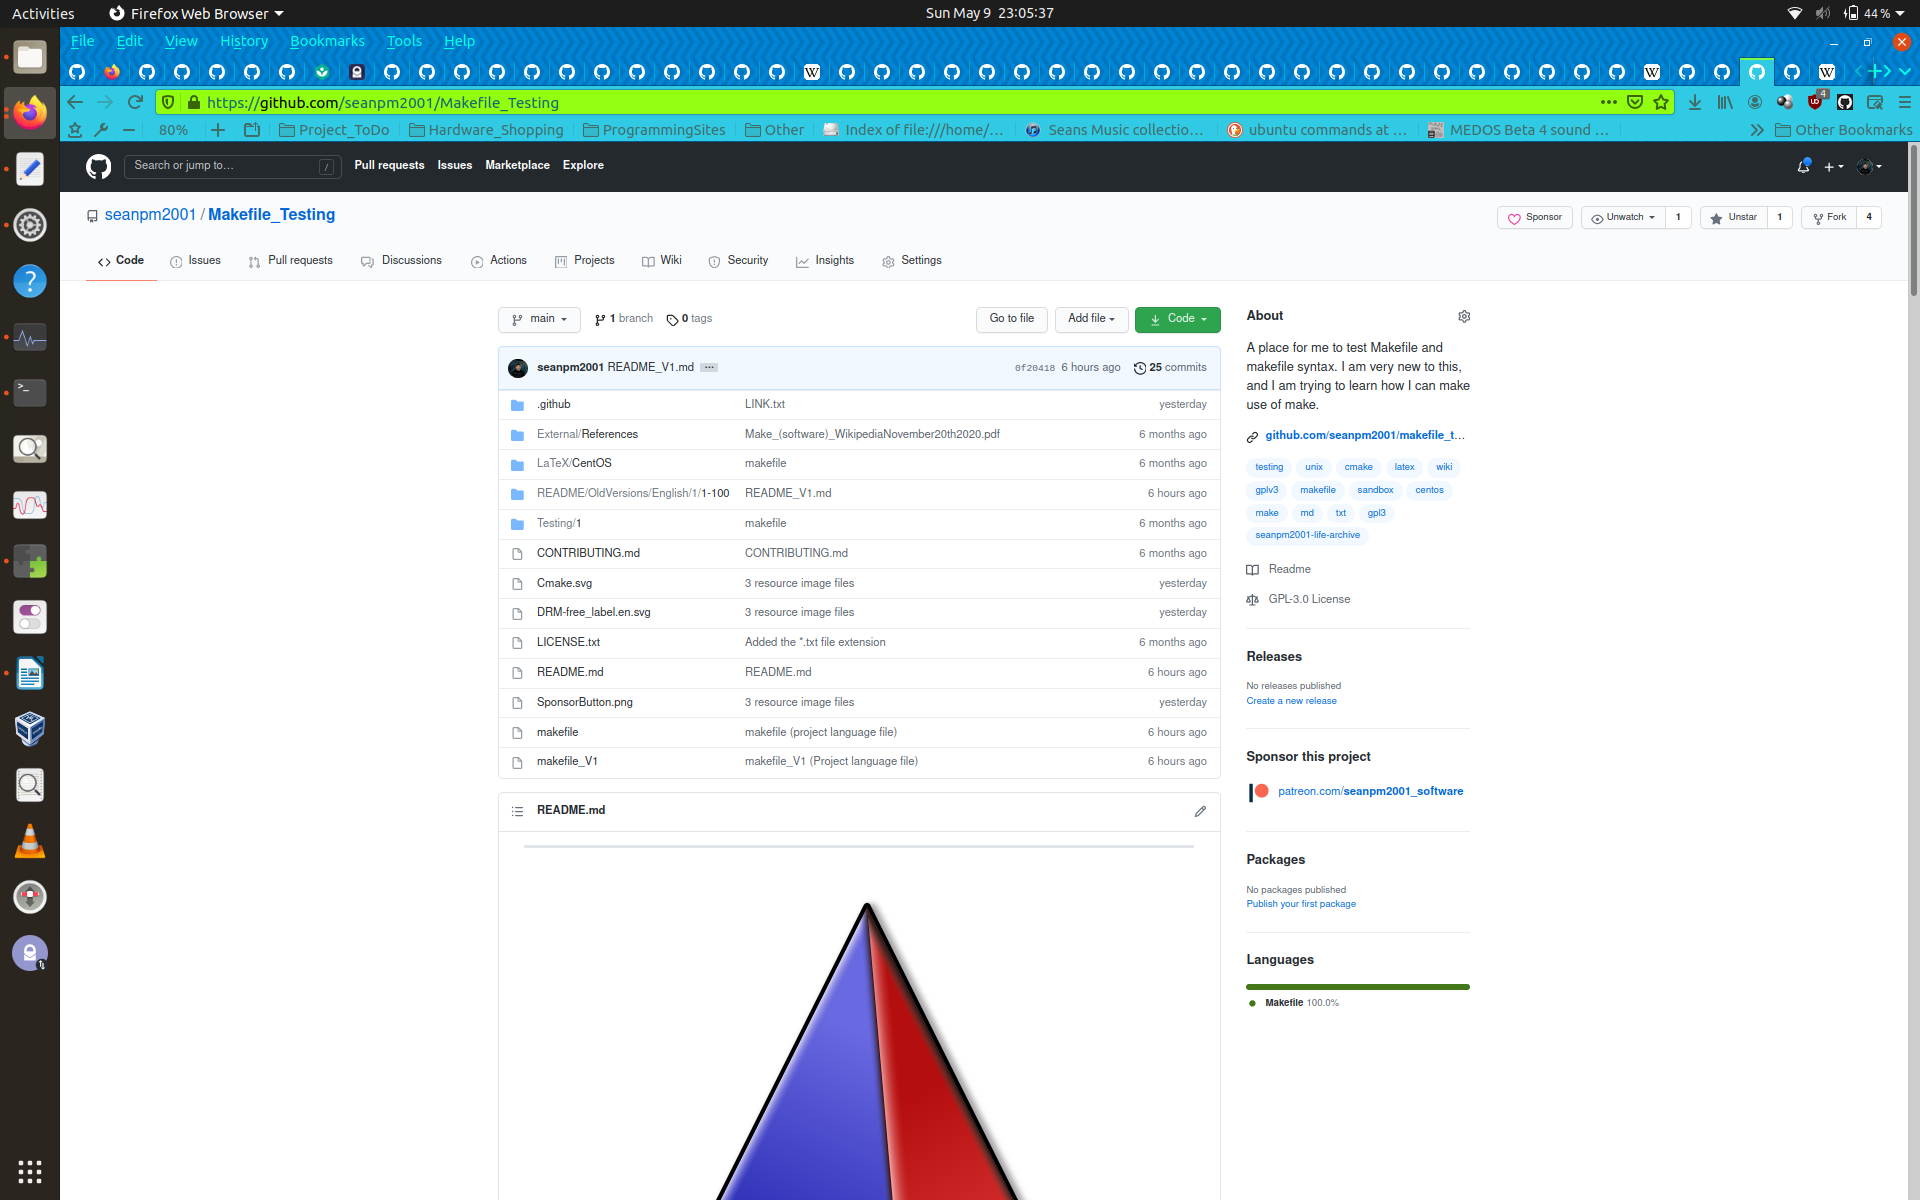 Activities Firefox Web Browser Sun May 9 23:05:37 44 %
File Edit View History Bookmarks Tools Help
https://github.com/seanpm2001/Makefile_Testing 4
80% Project_ToDo Hardware_Shopping ProgrammingSites Other Index of file:///home/... Seans Music collectio... ubuntu commands at ... MEDOS Beta 4 sound ... Other Bookmarks
Search or jump to... / Pull requests Issues Marketplace Explore
seanpm2001 / Makefile_Testing Sponsor Unwatch 1 Unstar 1 Fork 4
Code Issues Pull requests Discussions Actions Projects Wiki Security Insights Settings
main 1 branch 0 tags Go to file Add file Code
seanpm2001 README_V1.md ... 0f20418 6 hours ago 25 commits
.github LINK.txt yesterday
External/References Make_(software)_WikipediaNovember20th2020.pdf 6 months ago
LaTeX/CentOS makefile 6 months ago
README/OldVersions/English/1/1-100 README_V1.md 6 hours ago
Testing/1 makefile 6 months ago
CONTRIBUTING.md CONTRIBUTING.md 6 months ago
Cmake.svg 3 resource image files yesterday
DRM-free_label.en.svg 3 resource image files yesterday
LICENSE.txt Added the *.txt file extension 6 months ago
README.md README.md 6 hours ago
SponsorButton.png 3 resource image files yesterday
makefile makefile (project language file) 6 hours ago
makefile_V1 makefile_V1 (Project language file) 6 hours ago
README.md
About
A place for me to test Makefile and
makefile syntax. I am very new to this,
and I am trying to learn how I can make
use of make.
github.com/seanpm2001/makefile_t...
testing unix cmake latex wiki
gplv3 makefile sandbox centos
make md txt gpl3
seanpm2001-life-archive
Readme
GPL-3.0 License
Releases
No releases published
Create a new release
Sponsor this project
patreon.com/seanpm2001_software
Packages
No packages published
Publish your first package
Languages
Makefile 100.0%